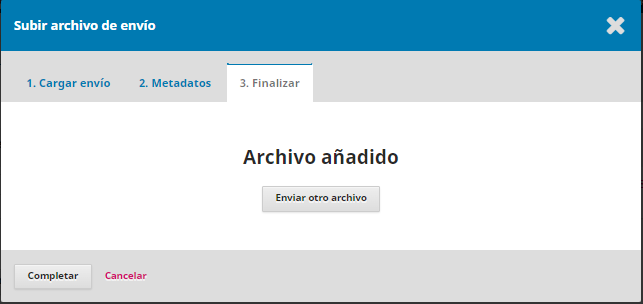 Subir archivo de envío
1. Cargar envío 2. Metadatos 3. Finalizar
Archivo añadido
Enviar otro archivo
Completar Cancelar